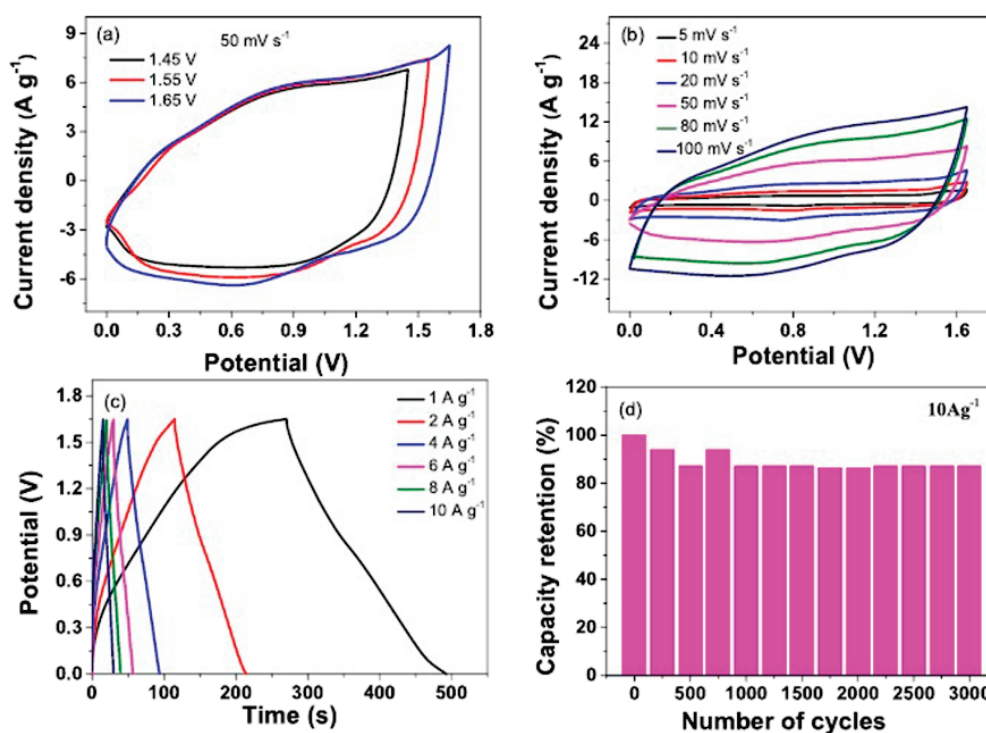 (a)
50 mV s⁻¹
1.45 V
1.55 V
1.65 V
Current density (A g⁻¹)
9
6
3
0
-3
-6
0.0 0.3 0.6 0.9 1.2 1.5 1.8
Potential (V)
(b)
5 mV s⁻¹
10 mV s⁻¹
20 mV s⁻¹
50 mV s⁻¹
80 mV s⁻¹
100 mV s⁻¹
Current density (A g⁻¹)
24
18
12
6
0
-6
-12
0.0 0.4 0.8 1.2 1.6
Potential (V)
(c)
1 A g⁻¹
2 A g⁻¹
4 A g⁻¹
6 A g⁻¹
8 A g⁻¹
10 A g⁻¹
Potential (V)
1.8
1.5
1.2
0.9
0.6
0.3
0.0
0 100 200 300 400 500
Time (s)
(d)
10Ag⁻¹
Capacity retention (%)
120
100
80
60
40
20
0
0 500 1000 1500 2000 2500 3000
Number of cycles